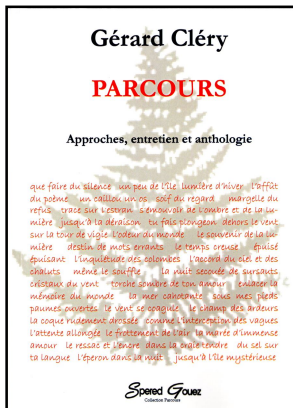 Gérard Cléry
PARCOURS
Approches, entretien et anthologie
que faire du silence un peu de l'île lumière d'hiver l'affût
du poème un caillou un os soif du regard margelle du
refus trace sur l'estran s'émouvoir de l'ombre et de la lu-
mière jusqu'à la déraison tu fais plongeon dehors le vent
sur la tour de vigie l'odeur du monde le souvenir de la lu-
mière destin de mots errants le temps creuse épuisé
épuisant l'inquiétude des colombes l'accord du ciel et des
chaluts même le souffle la nuit secouée de sursauts
cristaux du vent torche sombre de ton amour enlacer la
mémoire du monde la mer cahotante sous mes pieds
paumes ouvertes le vent se coagule le champ des ardeurs
la coque rudement drossée comme l'interception des vagues
l'attente allongée le frottement de l'air la marée d'immense
amour le ressac et l'encre dans la craie tendre du sel sur
ta langue l'éperon dans la nuit jusqu'à l'île mystérieuse
Spered Gouez
Collection Parcours